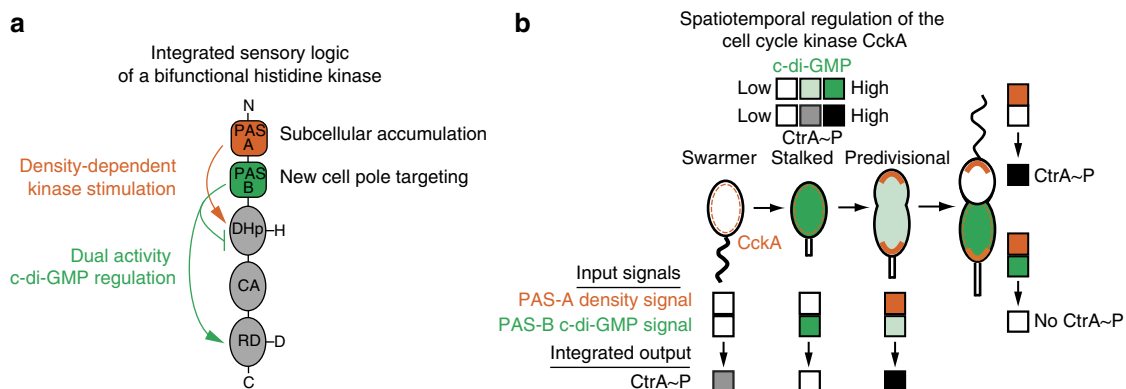 a
Integrated sensory logic
of a bifunctional histidine kinase
N
PAS
A
Subcellular accumulation
Density-dependent
kinase stimulation
PAS
B
New cell pole targeting
DHp
H
Dual activity
c-di-GMP regulation
CA
RD
D
C
b
Spatiotemporal regulation of the
cell cycle kinase CckA
c-di-GMP
Low High
Low High
CtrA~P
Swarmer Stalked Predivisional
CckA
CtrA~P
Input signals
PAS-A density signal
PAS-B c-di-GMP signal
No CtrA~P
Integrated output
CtrA~P